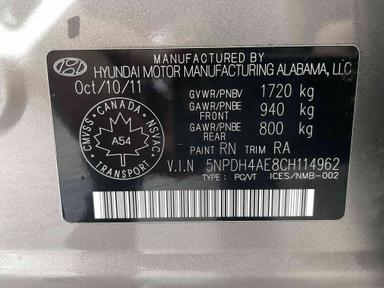 MANUFACTURED BY
HYUNDAI MOTOR MANUFACTURING ALABAMA, LLC
Oct/10/11
GVWR/PNBV 1720 kg
GAWR/PNBE FRONT 940 kg
GAWR/PNBE REAR 800 kg
PAINT RN TRIM RA
V.I.N 5NPDH4AE8CH114962
TYPE : PC/VT ICES/NMB-002
CANADA
CMVSS
NSVAC
A54